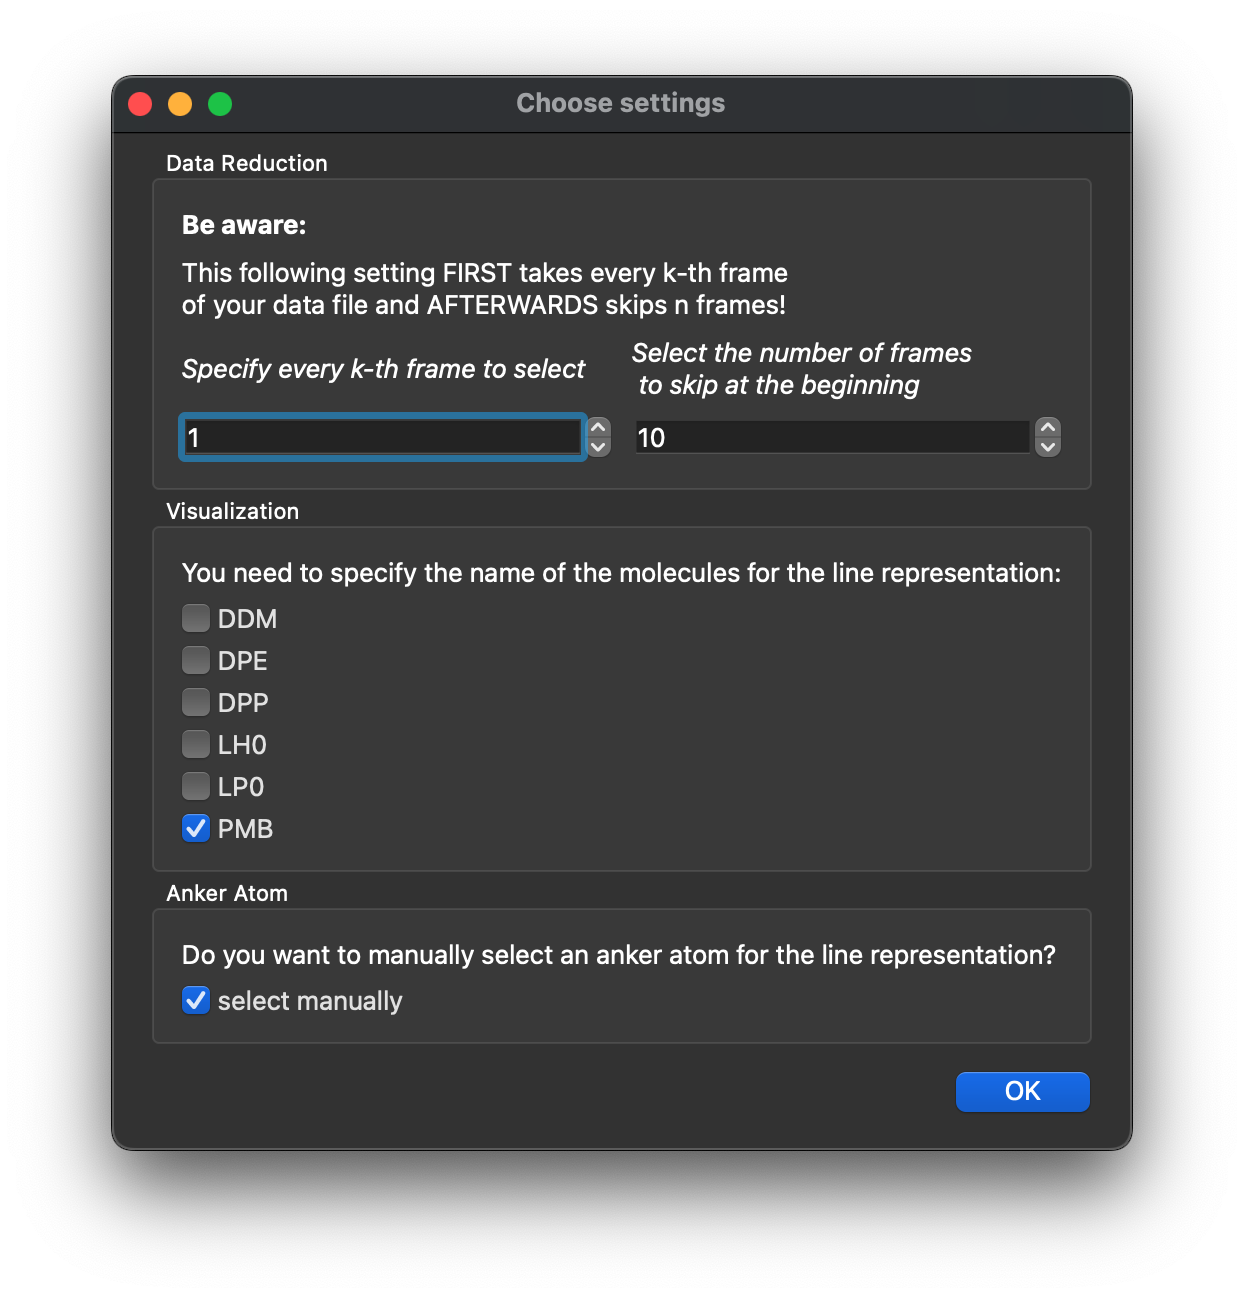 Choose settings
Data Reduction
Be aware:
This following setting FIRST takes every k-th frame
of your data file and AFTERWARDS skips n frames!
Specify every k-th frame to select
Select the number of frames
to skip at the beginning
1
10
Visualization
You need to specify the name of the molecules for the line representation:
DDM
DPE
DPP
LH0
LP0
PMB
Anker Atom
Do you want to manually select an anker atom for the line representation?
select manually
OK